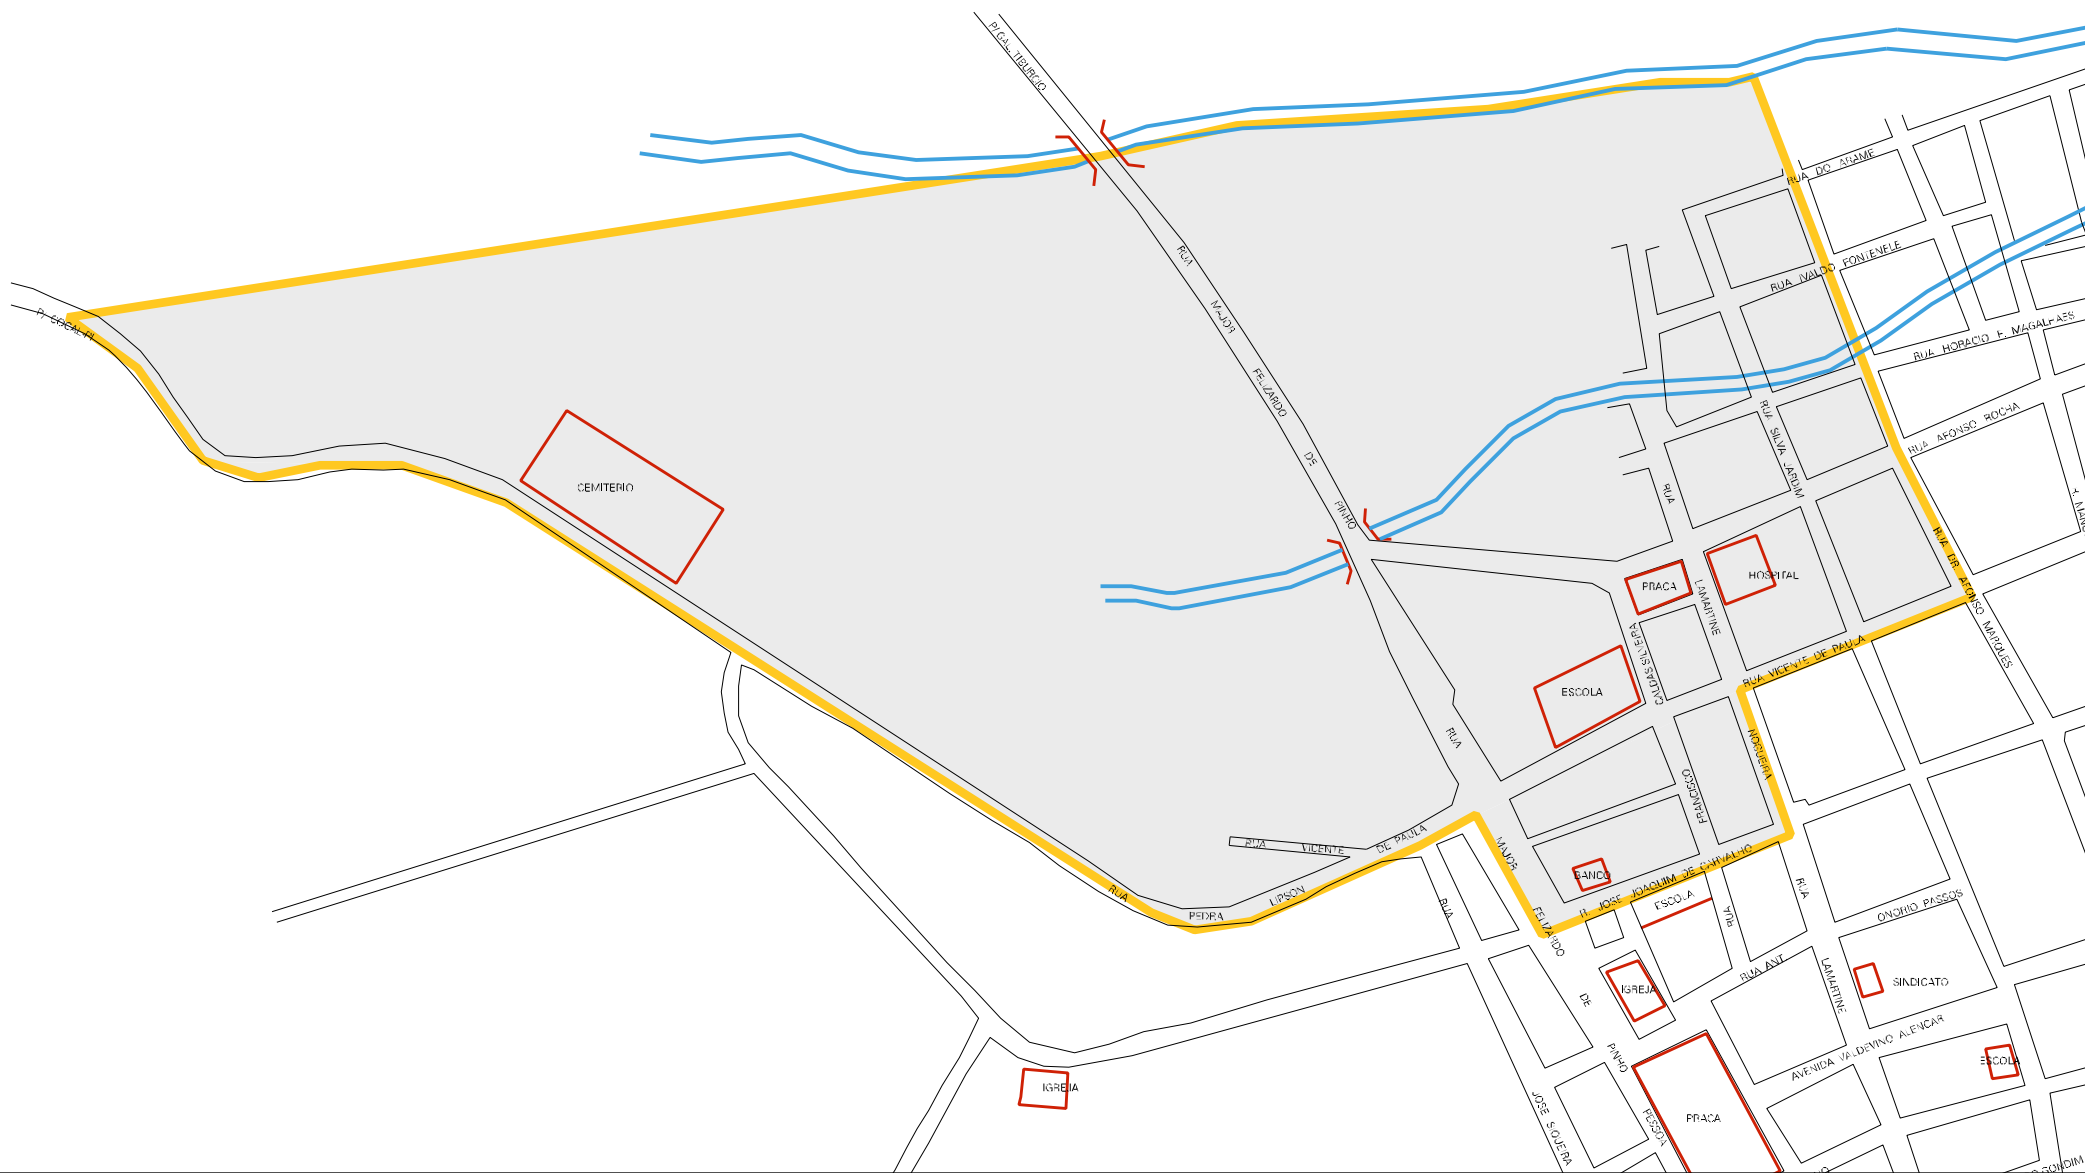 P/ GAL. TIBURCIO
RUA DO ARAME
RUA IVALDO FONTENELE
RUA HORACIO F. MAGALHAES
RUA AFONSO ROCHA
P/ LOCAL PI
RUA MAJOR FELIZARDO DE PINHO
CEMITERIO
RUA SILVA JARDIM
RUA
LAMARTINE
NOGUEIRA
PRACA
HOSPITAL
RUA DR. AFONSO MARQUES
RUA VICENTE DE PAULA
CALDAS SILVEIRA
FRANCISCO
ESCOLA
RUA
MAJOR
FELIZARDO
DE
PINHO
PESSOA
RUA VICENTE DE PAULA
RUA PEDRA LIPSON
BANCO
R. JOSE JOAQUIM DE CARVALHO
ESCOLA
RUA
RUA
LAMARTINE
RUA ANT.
ONORIO PASSOS
IGREJA
SINDICATO
AVENIDA VALDEVINO ALENCAR
ESCOLA
PRACA
RUA
JOSE SIQUEIRA
IGREJA
GONDIM